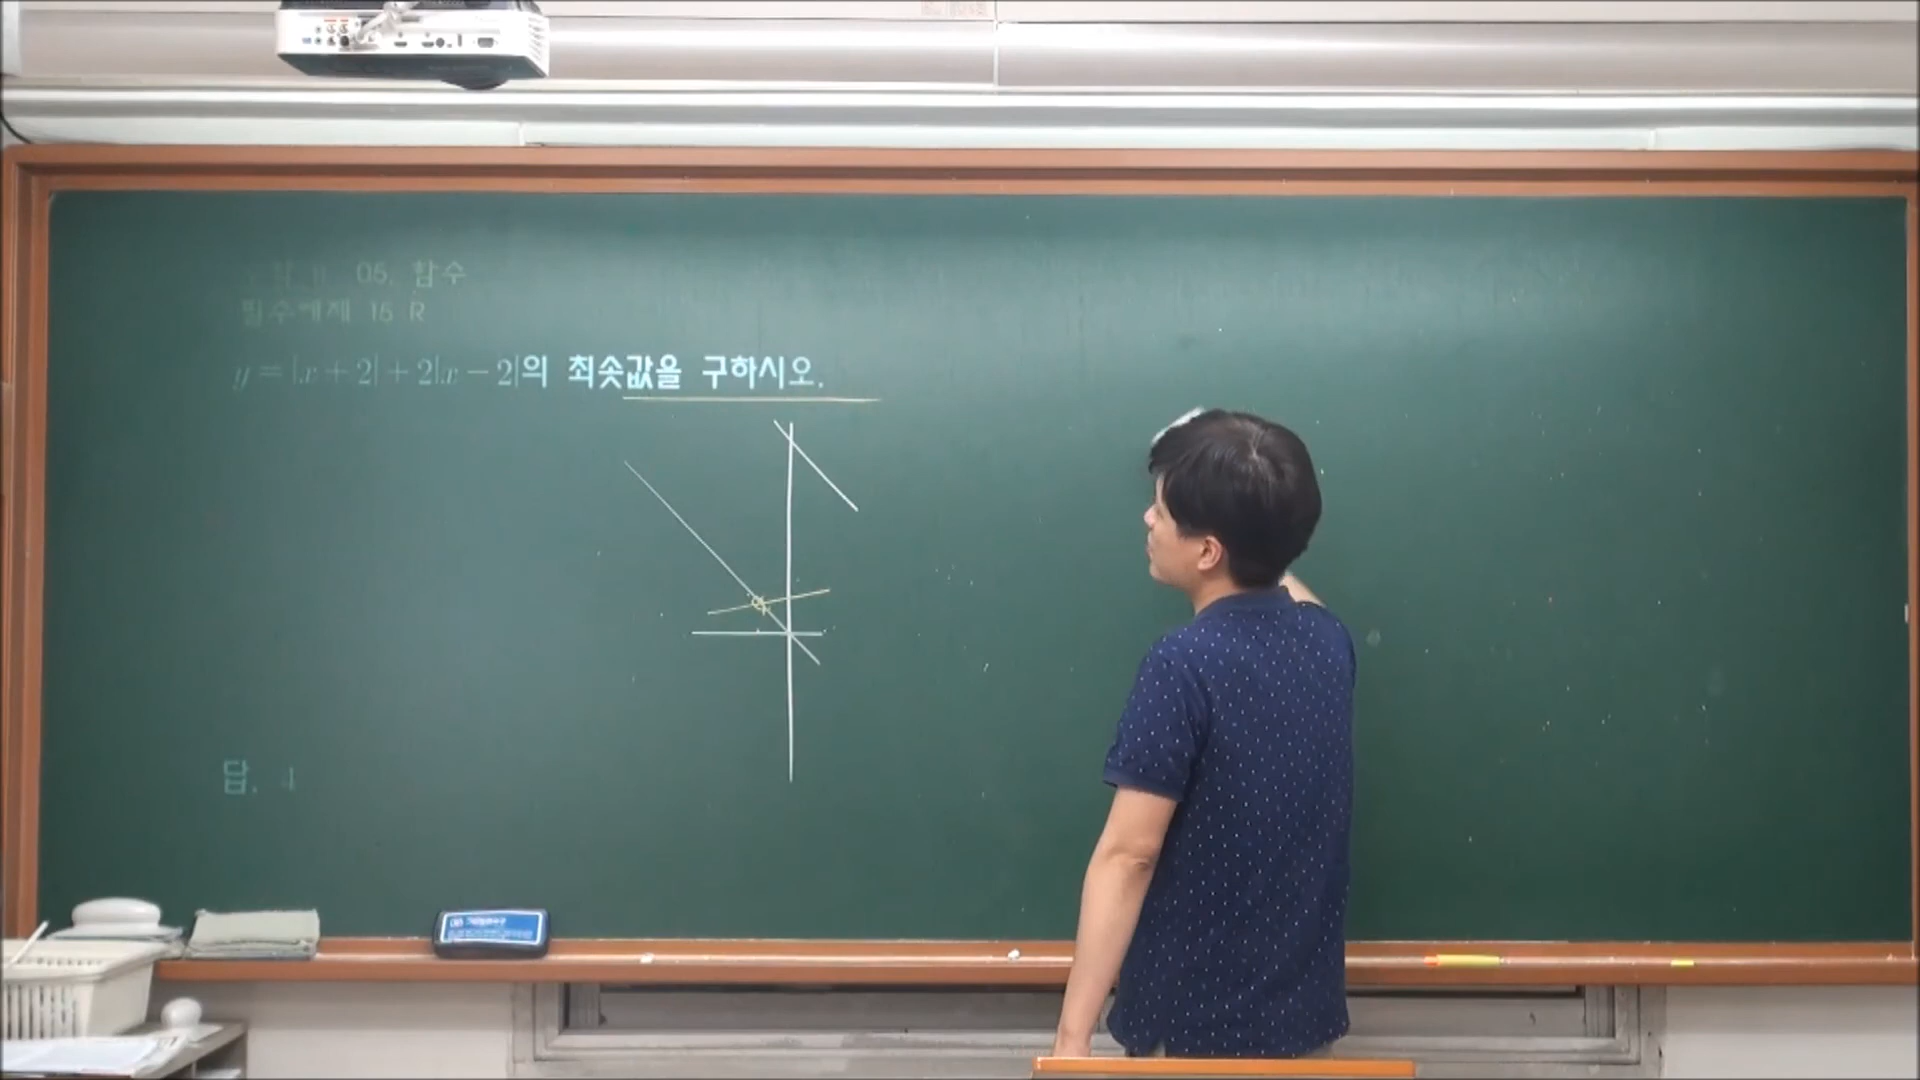 05. 함수
필수예제 15 R
y = |x + 2| + 2|x − 2|의 최솟값을 구하시오.
답. 4